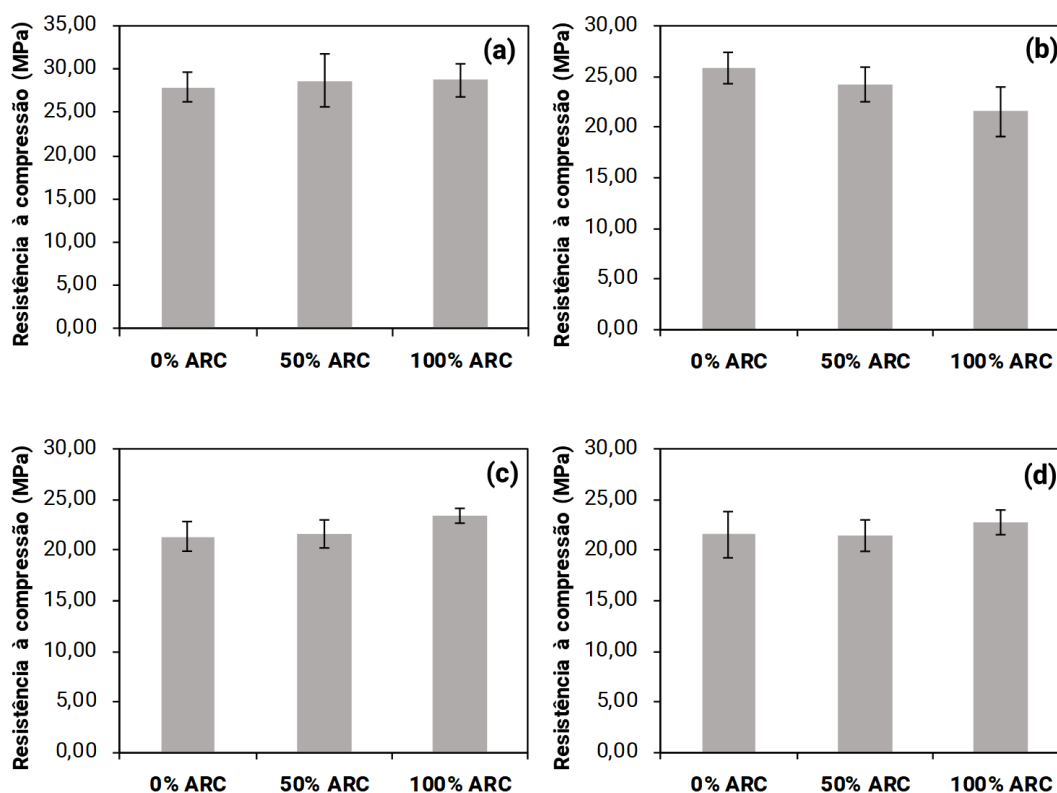 Resistência à compressão (MPa)
35,00
30,00
25,00
20,00
15,00
10,00
5,00
0,00
(a)
0% ARC
50% ARC
100% ARC
Resistência à compressão (MPa)
30,00
25,00
20,00
15,00
10,00
5,00
0,00
(b)
0% ARC
50% ARC
100% ARC
Resistência à compressão (MPa)
30,00
25,00
20,00
15,00
10,00
5,00
0,00
(c)
0% ARC
50% ARC
100% ARC
Resistência à compressão (MPa)
30,00
25,00
20,00
15,00
10,00
5,00
0,00
(d)
0% ARC
50% ARC
100% ARC